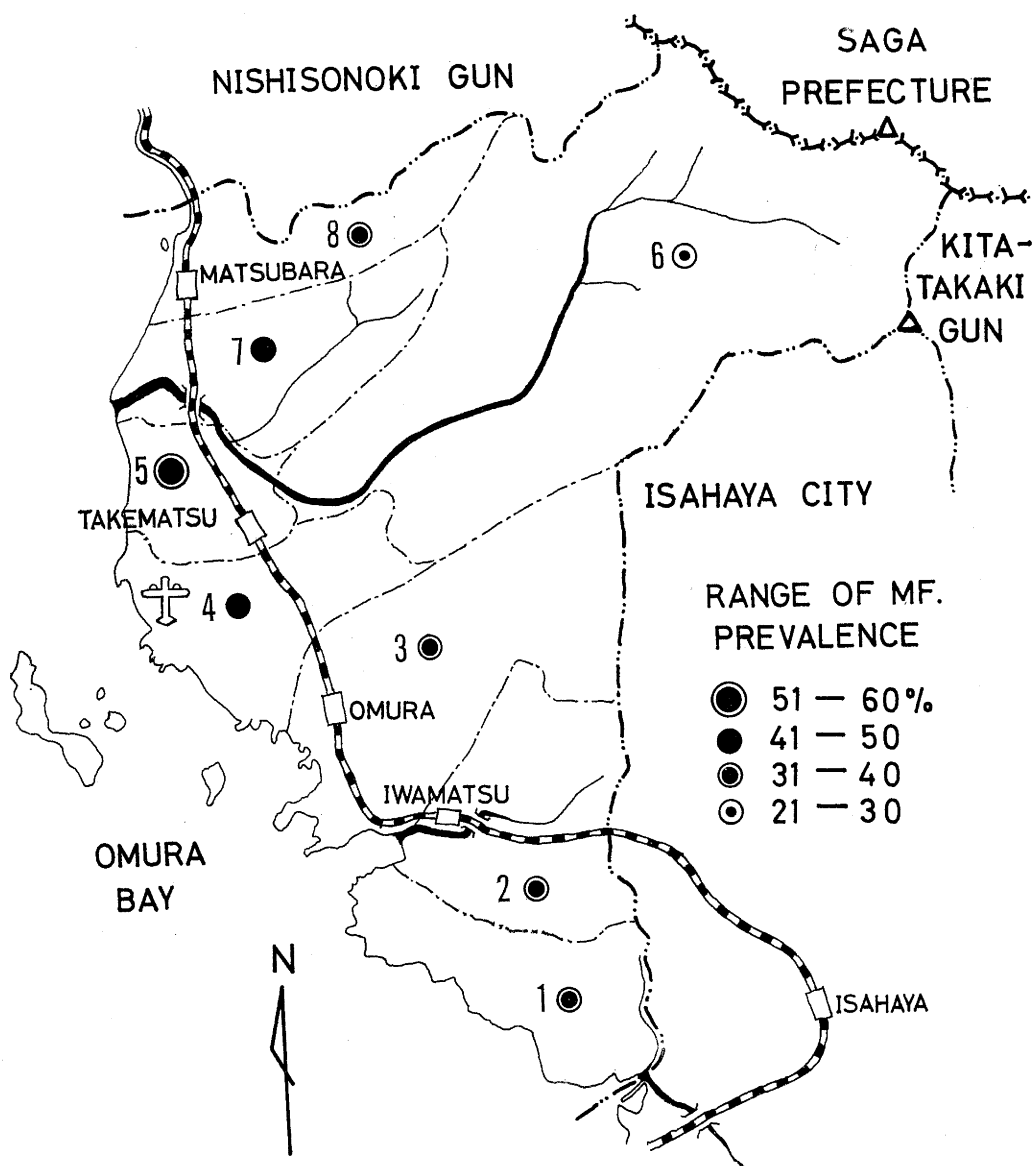 SAGA
PREFECTURE
NISHISONOKI GUN
8
6
KITA-
TAKAKI
GUN
MATSUBARA
7
5
ISAHAYA CITY
TAKEMATSU
4
3
RANGE OF MF.
PREVALENCE
51 — 60%
41 — 50
31 — 40
21 — 30
OMURA
IWAMATSU
OMURA
BAY
2
N
1
ISAHAYA